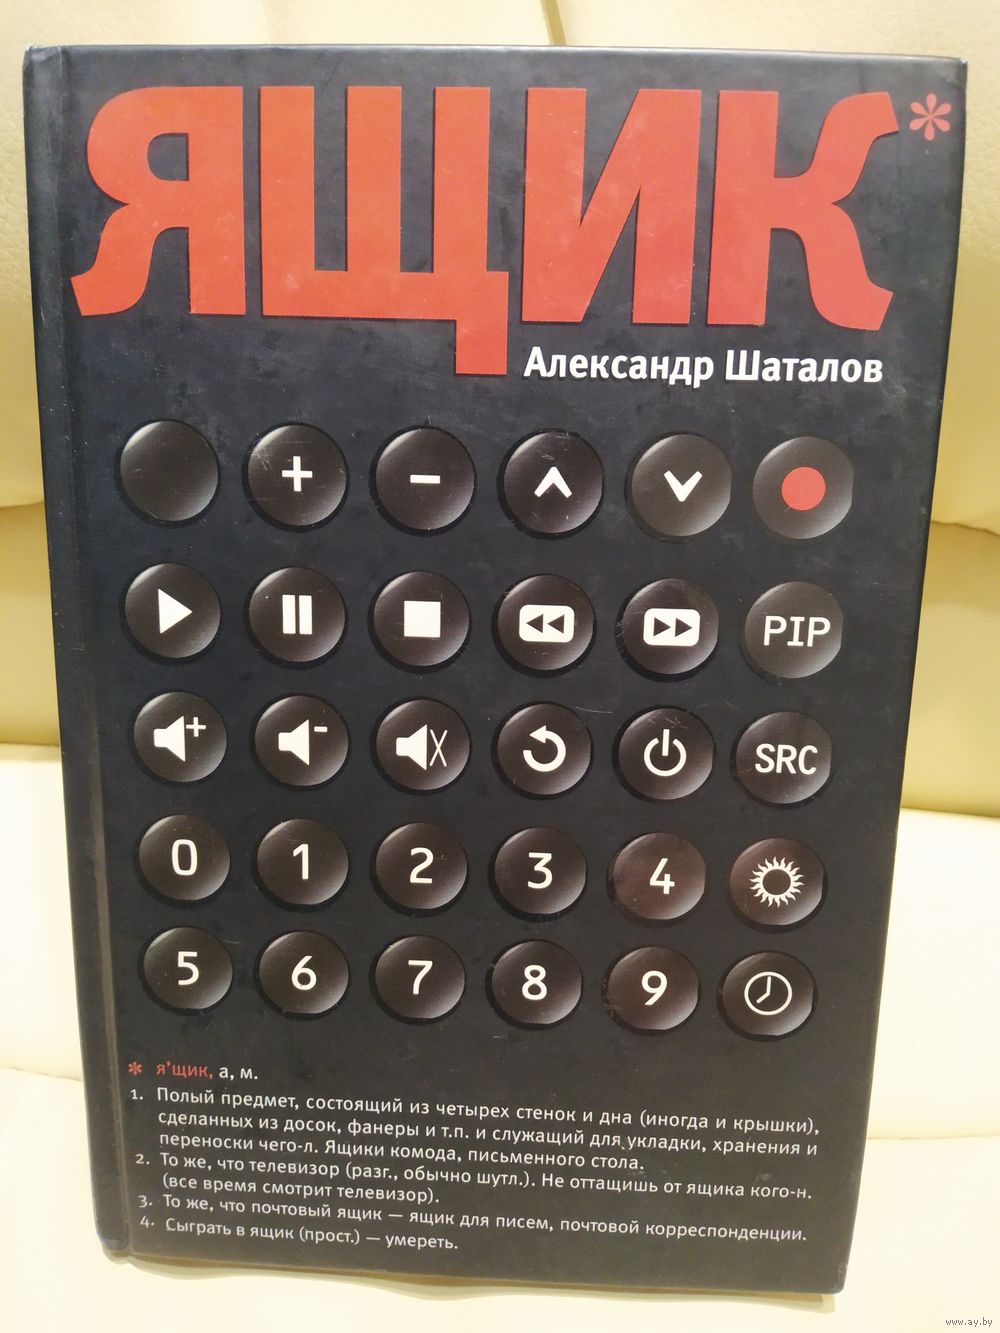 ЯЩИК*
Александр Шаталов
+ −
PIP
+ - X SRC
0 1 2 3 4
5 6 7 8 9
* я'щик, а, м.
1. Полый предмет, состоящий из четырех стенок и дна (иногда и крышки),
сделанных из досок, фанеры и т.п. и служащий для укладки, хранения и
переноски чего-л. Ящики комода, письменного стола.
2. То же, что телевизор (разг., обычно шутл.). Не оттащишь от ящика кого-н.
(все время смотрит телевизор).
3. То же, что почтовый ящик — ящик для писем, почтовой корреспонденции.
4. Сыграть в ящик (прост.) — умереть.
www.ay.by